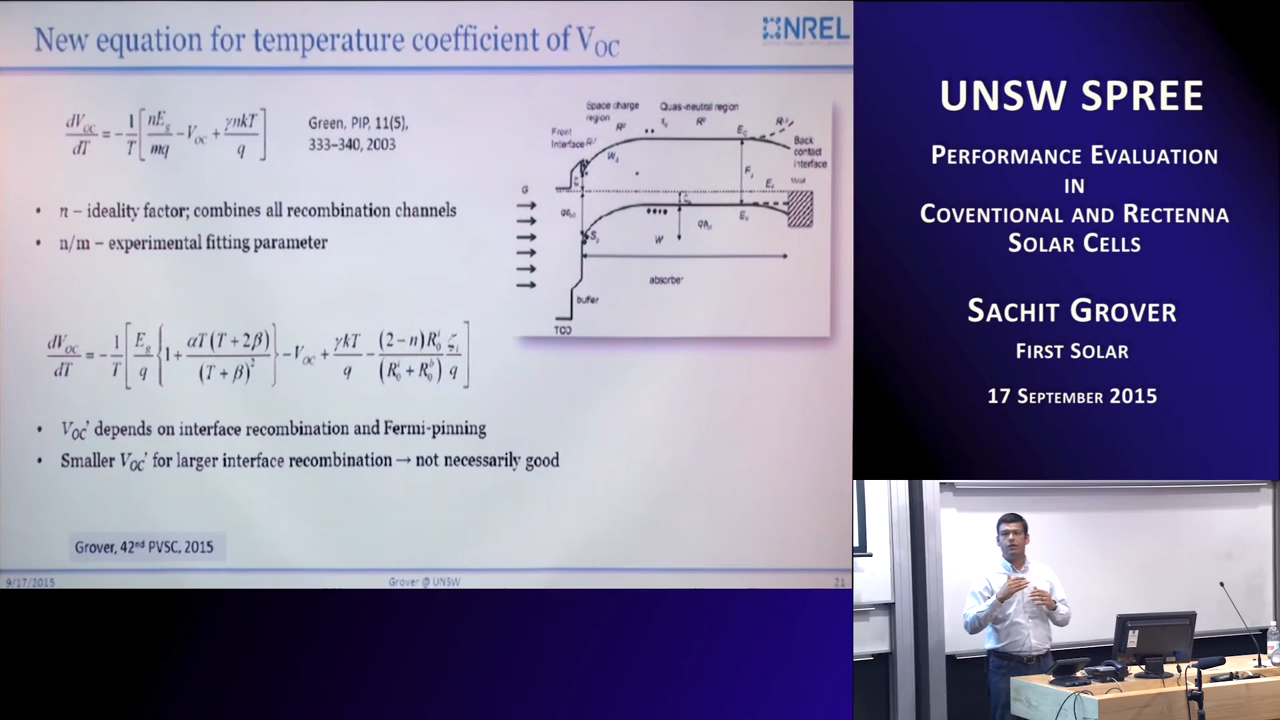 New equation for temperature coefficient of V_OC
NREL
dV_OC/dT = -1/T [ nE_g/mq - V_OC + γnkT/q ]
Green, PIP, 11(5),
333–340, 2003
• n – ideality factor; combines all recombination channels
• n/m – experimental fitting parameter
Space charge
region
Quasi-neutral region
Front
Interface
Back
contact
interface
G
absorber
buffer
TCO
dV_OC/dT = -1/T [ E_g/q {1 + αT(T + 2β)/(T + β)²} - V_OC + γkT/q - (2 - n)R₀ⁱ/(R₀ⁱ + R₀ᵇ) ζᵢ/q ]
• V_OC' depends on interface recombination and Fermi-pinning
• Smaller V_OC' for larger interface recombination → not necessarily good
Grover, 42nd PVSC, 2015
9/17/2015
Grover @ UNSW
21
UNSW SPREE
PERFORMANCE EVALUATION
IN
COVENTIONAL AND RECTENNA
SOLAR CELLS
SACHIT GROVER
FIRST SOLAR
17 SEPTEMBER 2015